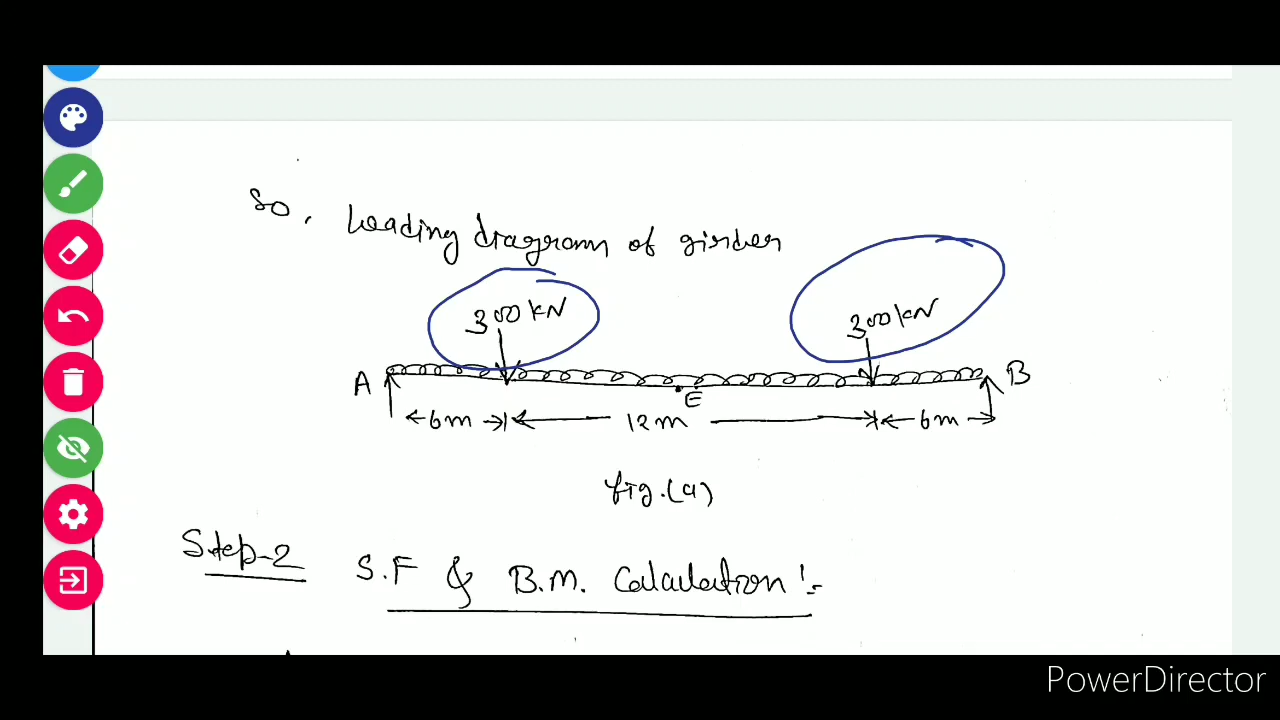 So, Loading diagram of girder
300 kN 300 kN
A E B
6m 12m 6m
fig.(a)
Step-2 S.F & B.M. Calculation:-
PowerDirector